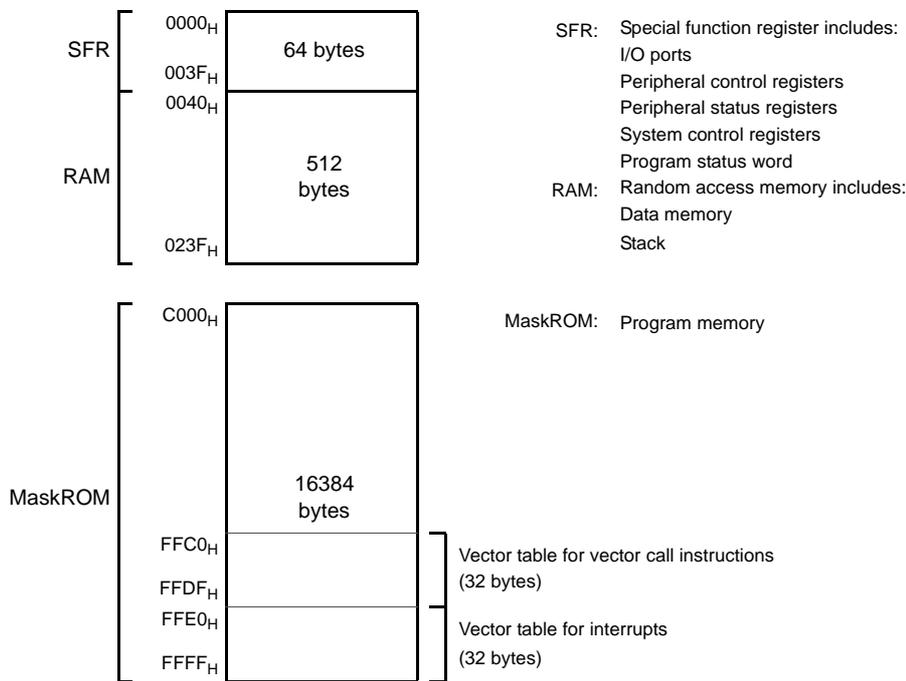 SFR
0000H
64 bytes
003FH
RAM
0040H
512
bytes
023FH
SFR: Special function register includes:
I/O ports
Peripheral control registers
Peripheral status registers
System control registers
Program status word
RAM: Random access memory includes:
Data memory
Stack
MaskROM
C000H
16384
bytes
FFC0H
FFDFH
FFE0H
FFFFH
MaskROM: Program memory
Vector table for vector call instructions
(32 bytes)
Vector table for interrupts
(32 bytes)